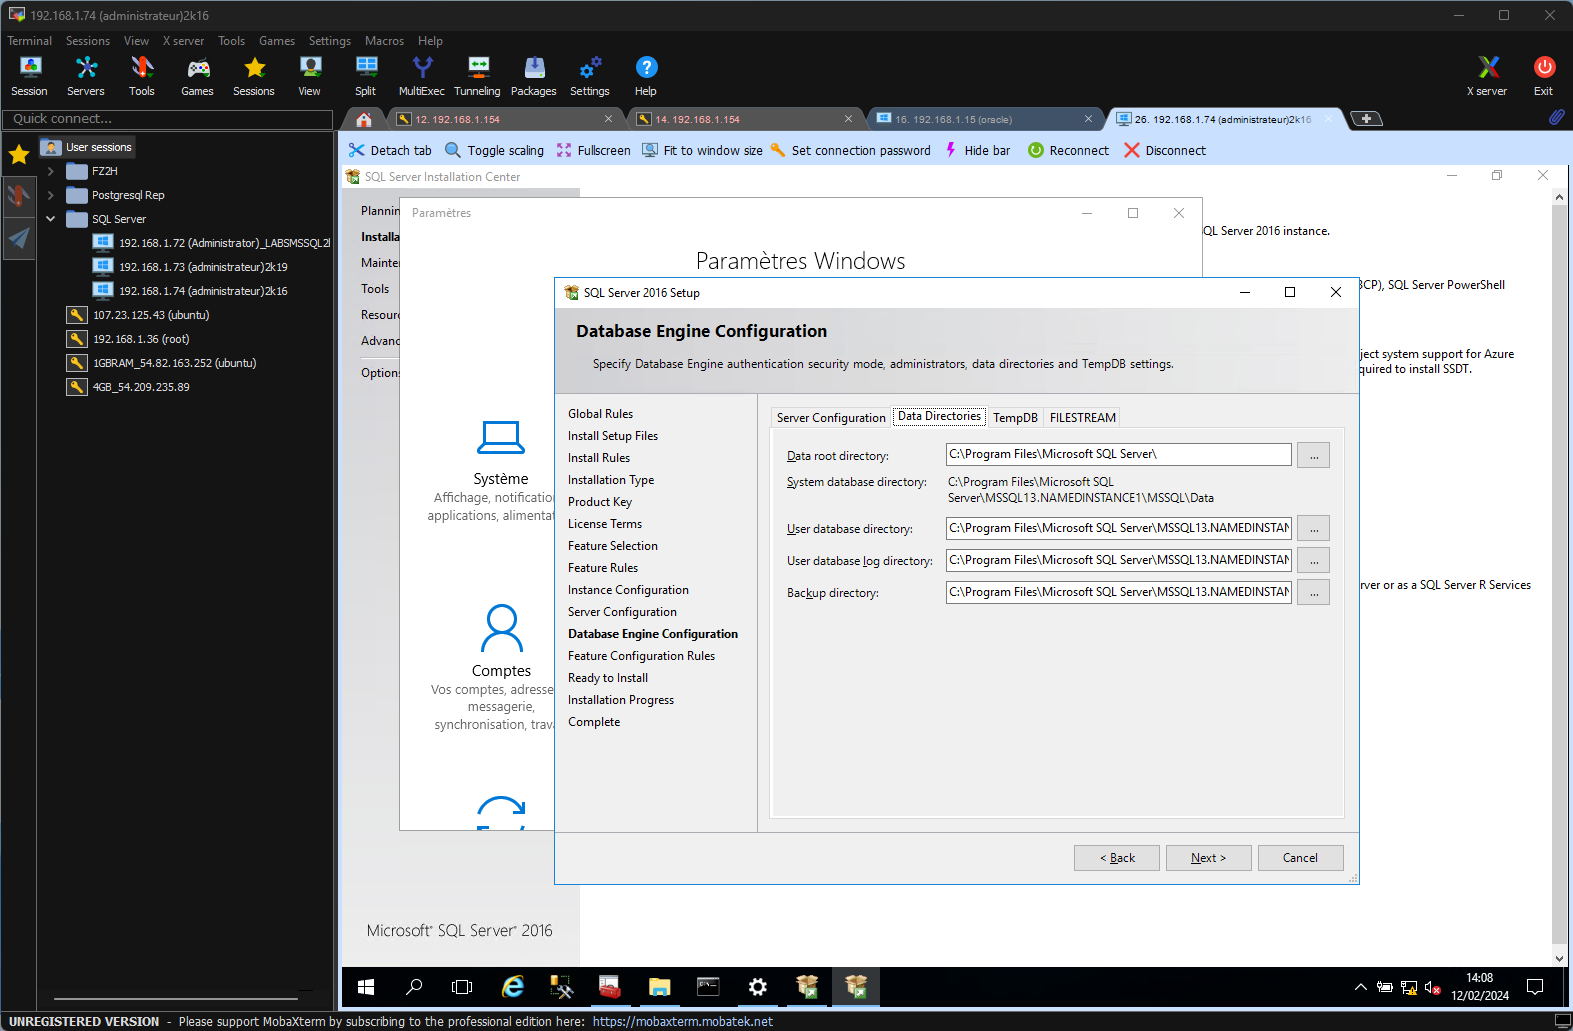 192.168.1.74 (administrateur)2k16
Terminal Sessions View X server Tools Games Settings Macros Help
Session Servers Tools Games Sessions View Split MultiExec Tunneling Packages Settings Help X server Exit
Quick connect...
12. 192.168.1.154
14. 192.168.1.154
16. 192.168.1.15 (oracle)
26. 192.168.1.74 (administrateur)2k16
Detach tab Toggle scaling Fullscreen Fit to window size Set connection password Hide bar Reconnect Disconnect
User sessions
FZ2H
Postgresql Rep
SQL Server
192.168.1.72 (Administrator)_LABSMSSQL2
192.168.1.73 (administrateur)2k19
192.168.1.74 (administrateur)2k16
107.23.125.43 (ubuntu)
192.168.1.36 (root)
1GBRAM_54.82.163.252 (ubuntu)
4GB_54.209.235.89
SQL Server Installation Center
Plannin
Installa
Mainte
Tools
Resour
Advan
Option
QL Server 2016 instance.
BCP), SQL Server PowerShell
ject system support for Azure
quired to install SSDT.
rver or as a SQL Server R Services
Microsoft® SQL Server® 2016
Paramètres
Paramètres Windows
Système
Affichage, notification
applications, alimentat
Comptes
Vos comptes, adresse
messagerie,
synchronisation, trava
SQL Server 2016 Setup
Database Engine Configuration
Specify Database Engine authentication security mode, administrators, data directories and TempDB settings.
Global Rules
Install Setup Files
Install Rules
Installation Type
Product Key
License Terms
Feature Selection
Feature Rules
Instance Configuration
Server Configuration
Database Engine Configuration
Feature Configuration Rules
Ready to Install
Installation Progress
Complete
Server Configuration Data Directories TempDB FILESTREAM
Data root directory: C:\Program Files\Microsoft SQL Server\ ...
System database directory: C:\Program Files\Microsoft SQL
Server\MSSQL13.NAMEDINSTANCE1\MSSQL\Data
User database directory: C:\Program Files\Microsoft SQL Server\MSSQL13.NAMEDINSTAN ...
User database log directory: C:\Program Files\Microsoft SQL Server\MSSQL13.NAMEDINSTAN ...
Backup directory: C:\Program Files\Microsoft SQL Server\MSSQL13.NAMEDINSTAN ...
< Back Next > Cancel
14:08
12/02/2024
UNREGISTERED VERSION - Please support MobaXterm by subscribing to the professional edition here: https://mobaxterm.mobatek.net